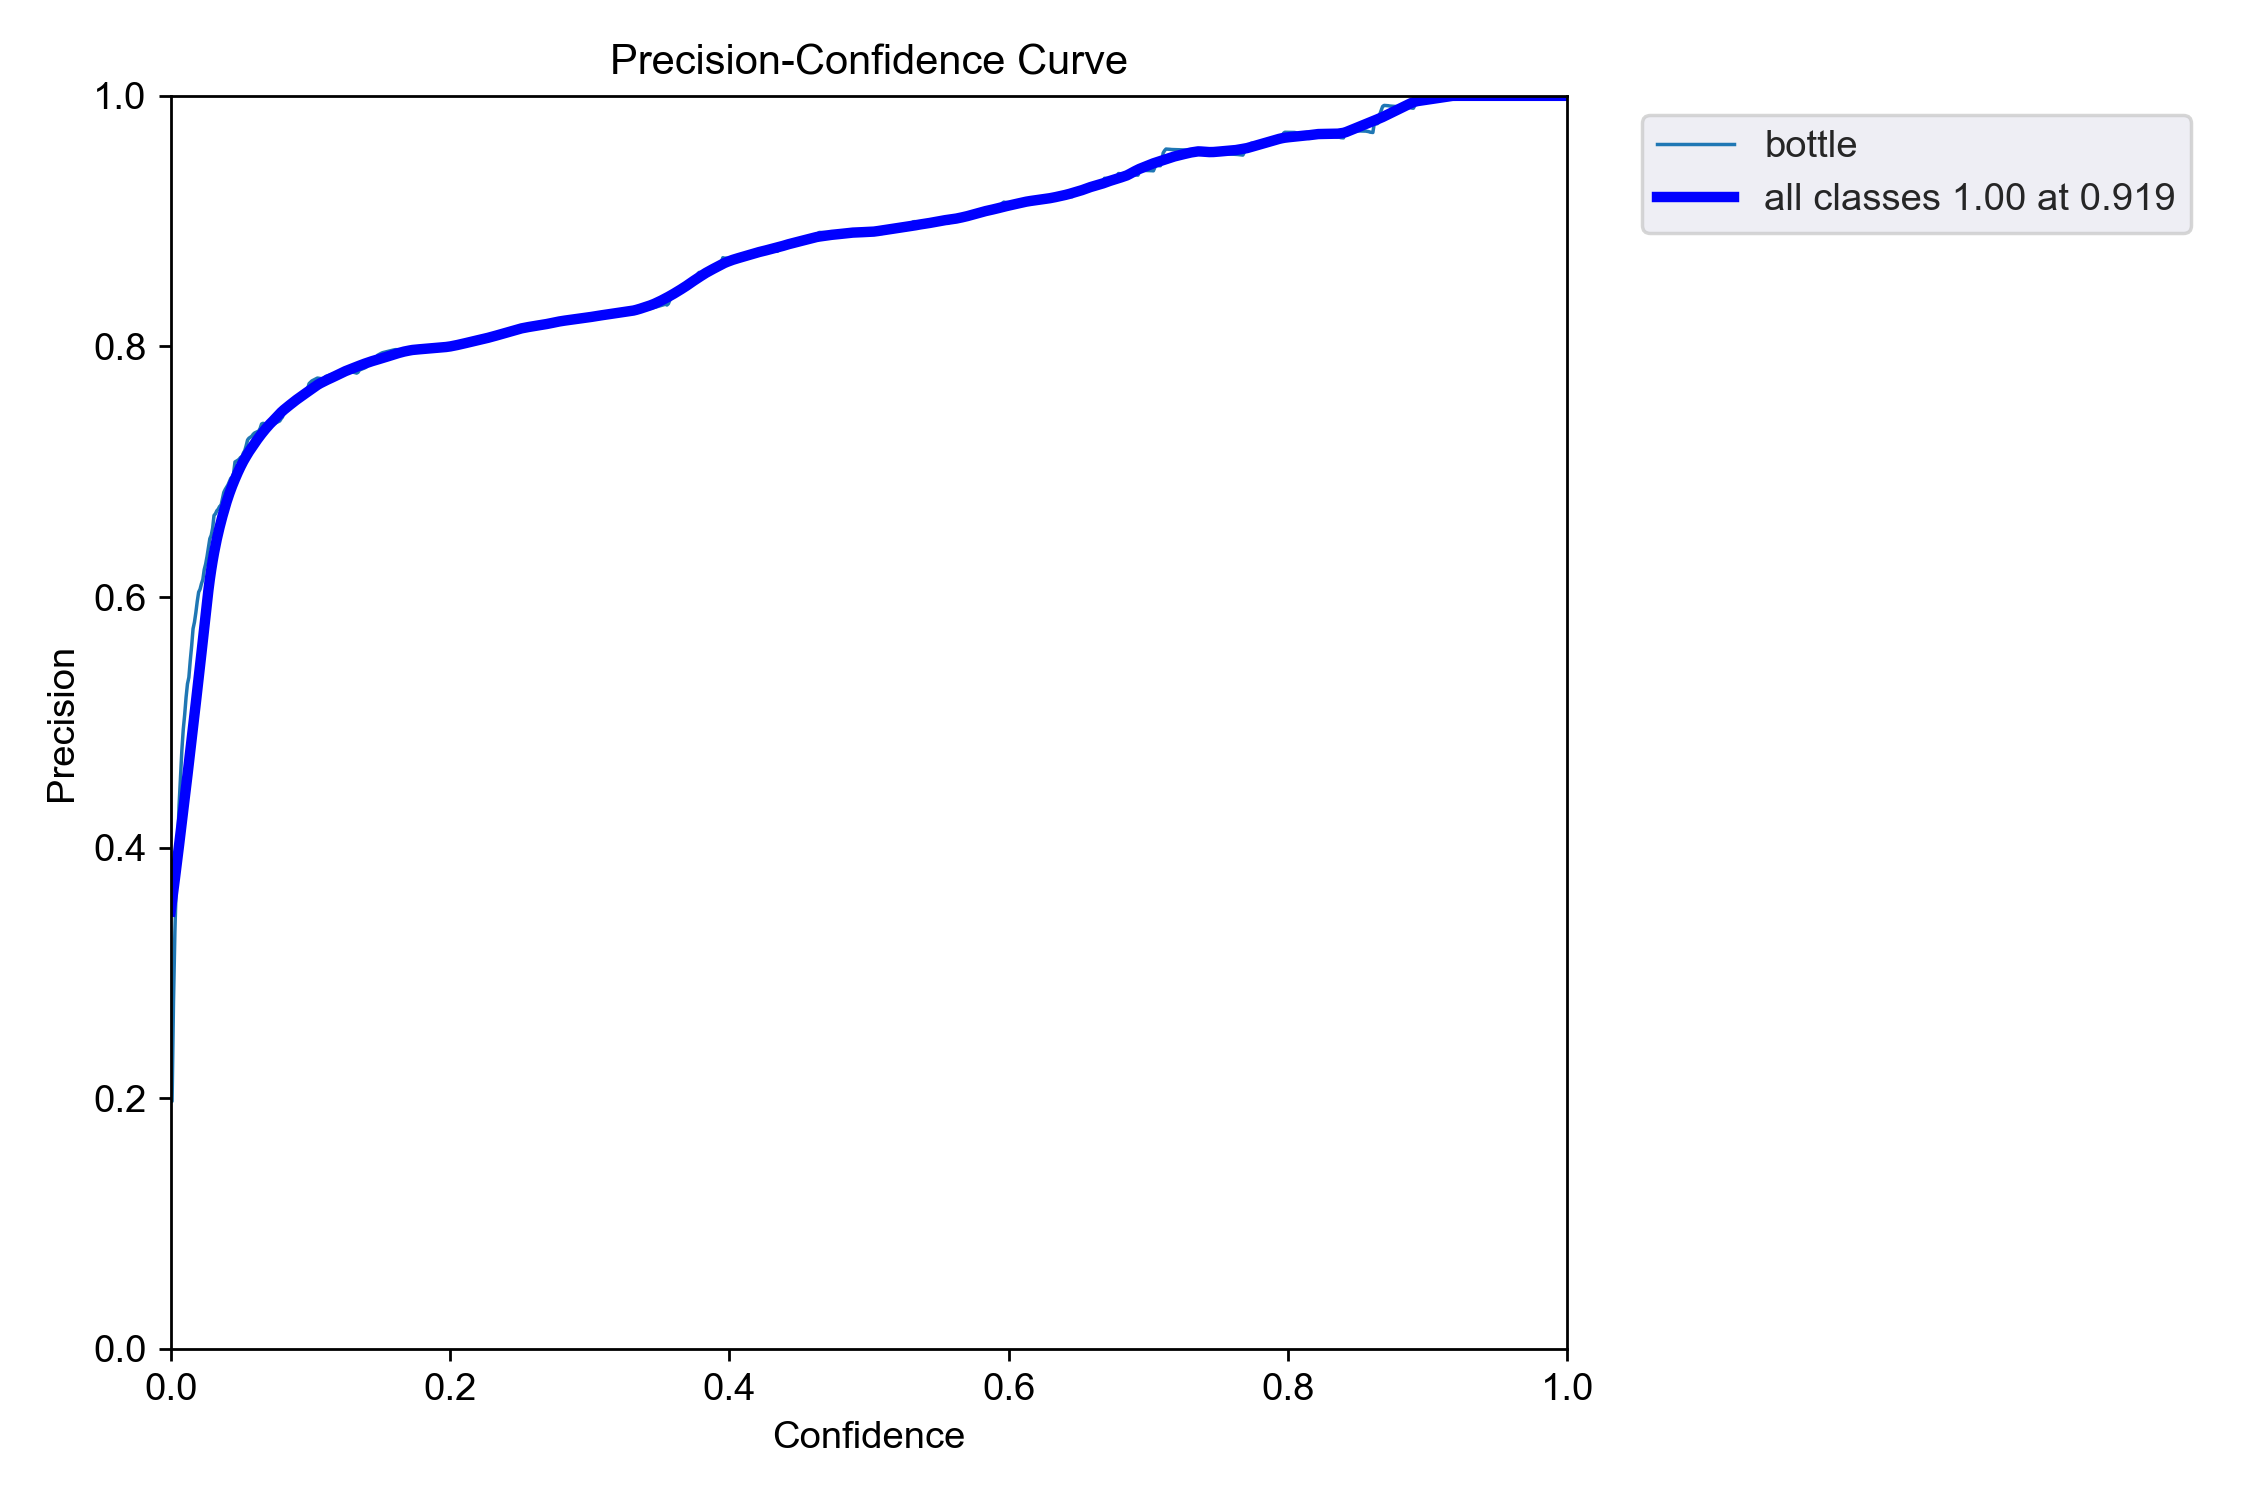 Precision-Confidence Curve
1.0
0.8
0.6
0.4
0.2
0.0
Precision
0.0 0.2 0.4 0.6 0.8 1.0
Confidence
bottle
all classes 1.00 at 0.919